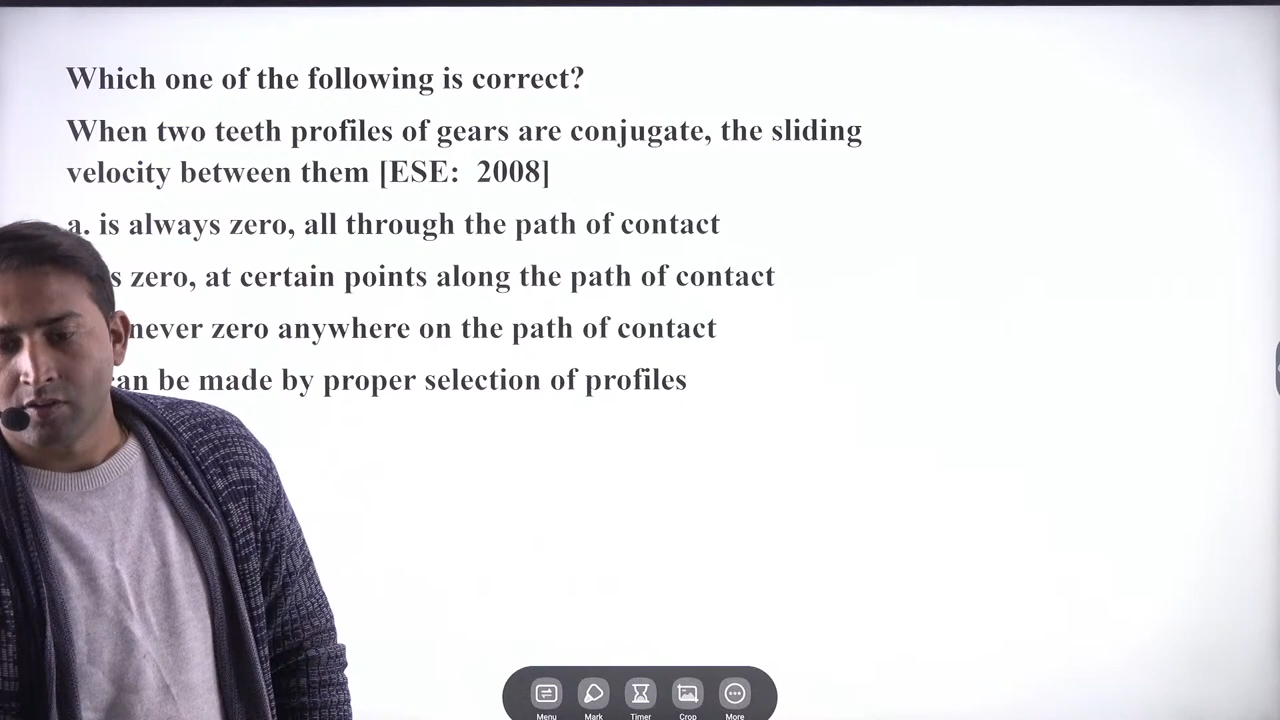 Which one of the following is correct?
When two teeth profiles of gears are conjugate, the sliding
velocity between them [ESE: 2008]
a. is always zero, all through the path of contact
s zero, at certain points along the path of contact
never zero anywhere on the path of contact
can be made by proper selection of profiles
Menu Mark Timer Crop More